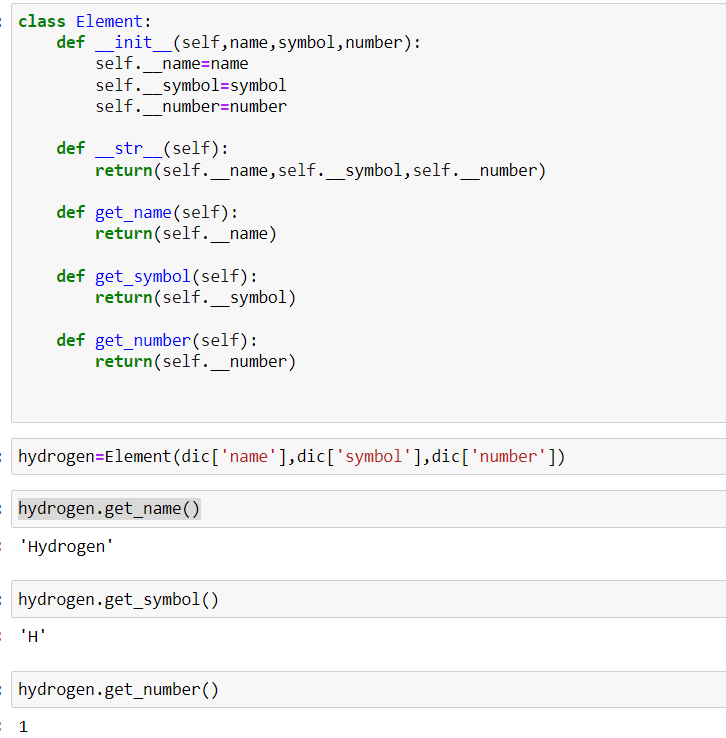 class Element:
    def __init__(self,name,symbol,number):
        self.__name=name
        self.__symbol=symbol
        self.__number=number
    def __str__(self):
        return(self.__name,self.__symbol,self.__number)
    def get_name(self):
        return(self.__name)
    def get_symbol(self):
        return(self.__symbol)
    def get_number(self):
        return(self.__number)
hydrogen=Element(dic['name'],dic['symbol'],dic['number'])
hydrogen.get_name()
'Hydrogen'
hydrogen.get_symbol()
'H'
hydrogen.get_number()
1